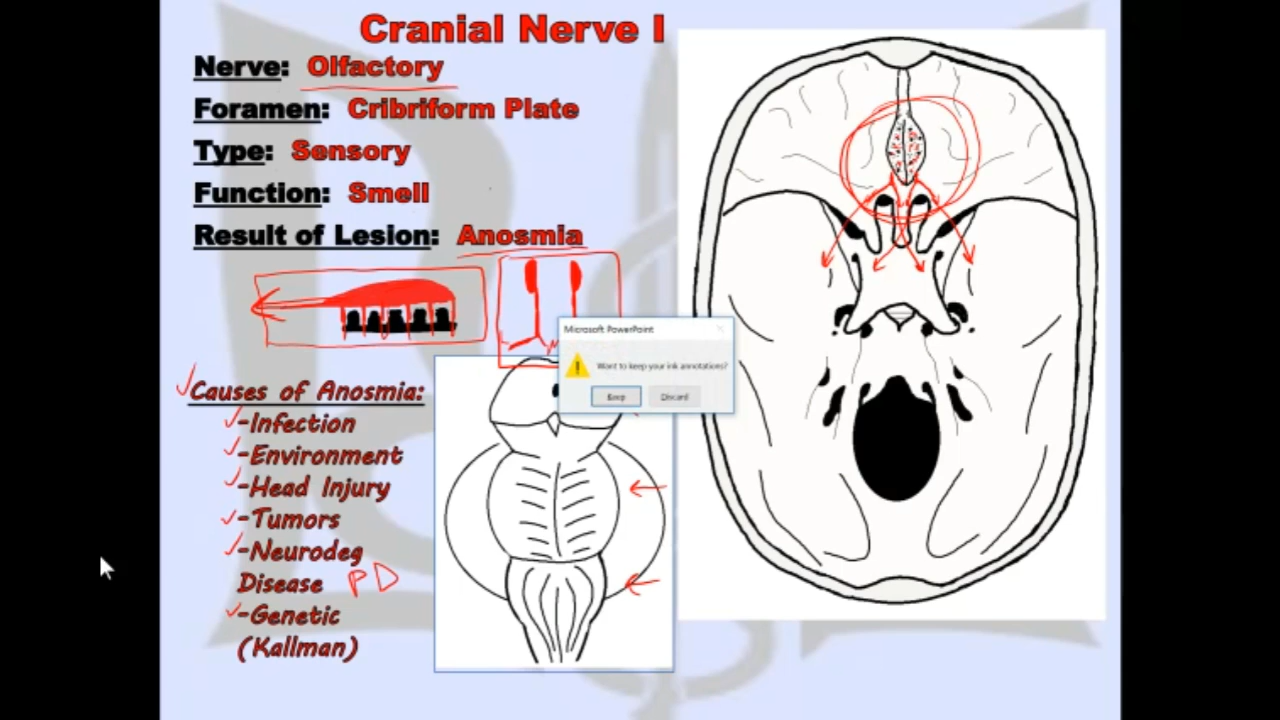 Cranial Nerve I
Nerve: Olfactory
Foramen: Cribriform Plate
Type: Sensory
Function: Smell
Result of Lesion: Anosmia
Microsoft PowerPoint
Want to keep your ink annotations?
Keep Discard
Causes of Anosmia:
-Infection
-Environment
-Head Injury
-Tumors
-Neurodeg
Disease PD
-Genetic
(Kallman)